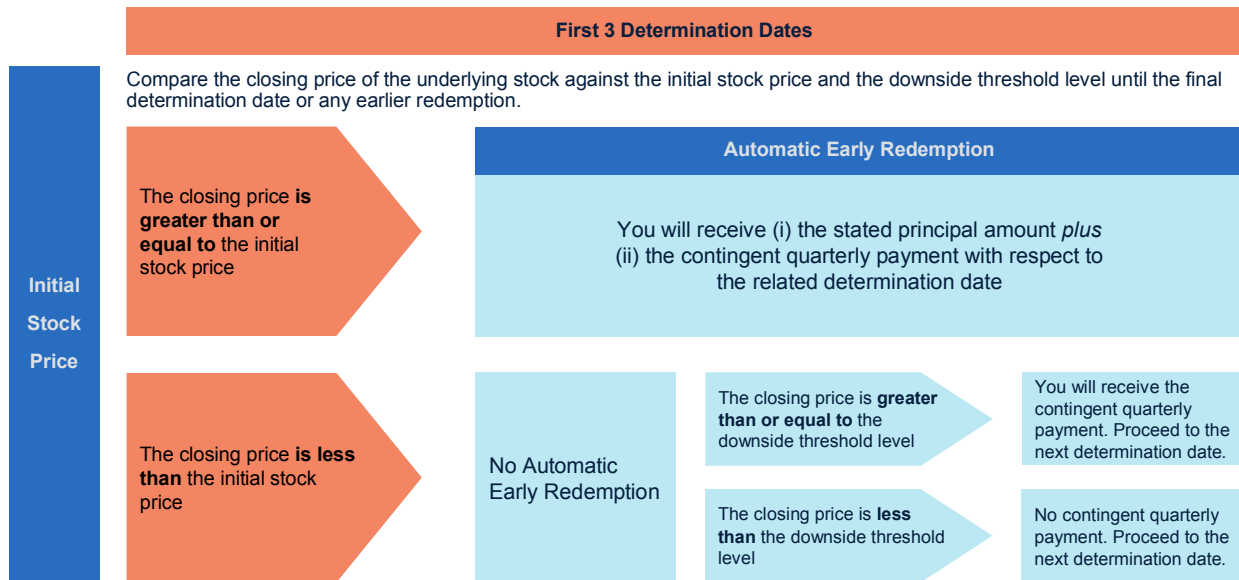 First 3 Determination Dates
Compare the closing price of the underlying stock against the initial stock price and the downside threshold level until the final
determination date or any earlier redemption.
Initial
Stock
Price
The closing price is
greater than or
equal to the initial
stock price
Automatic Early Redemption
You will receive (i) the stated principal amount plus
(ii) the contingent quarterly payment with respect to
the related determination date
The closing price is less
than the initial stock
price
No Automatic
Early Redemption
The closing price is greater
than or equal to the
downside threshold level
You will receive the
contingent quarterly
payment. Proceed to the
next determination date.
The closing price is less
than the downside threshold
level
No contingent quarterly
payment. Proceed to the
next determination date.